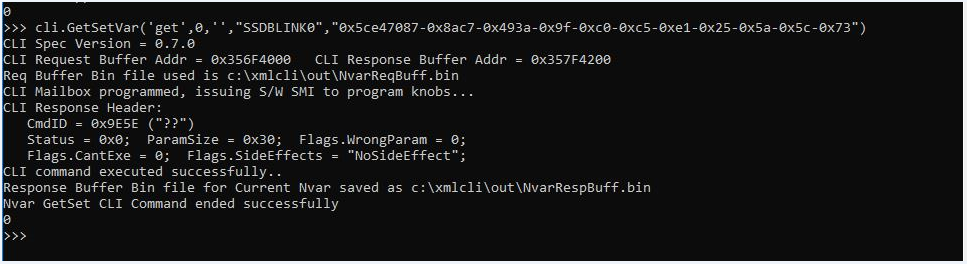 0
>>> cli.GetSetVar('get',0,'',"SSDBLINK0","0x5ce47087-0x8ac7-0x493a-0x9f-0xc0-0xc5-0xe1-0x25-0x5a-0x5c-0x73")
CLI Spec Version = 0.7.0
CLI Request Buffer Addr = 0x356F4000   CLI Response Buffer Addr = 0x357F4200
Req Buffer Bin file used is c:\xmlcli\out\NvarReqBuff.bin
CLI Mailbox programmed, issuing S/W SMI to program knobs...
CLI Response Header:
   CmdID = 0x9E5E ("??")
   Status = 0x0;  ParamSize = 0x30;  Flags.WrongParam = 0;
   Flags.CantExe = 0;  Flags.SideEffects = "NoSideEffect";
CLI command executed successfully..
Response Buffer Bin file for Current Nvar saved as c:\xmlcli\out\NvarRespBuff.bin
Nvar GetSet CLI Command ended successfully
0
>>>